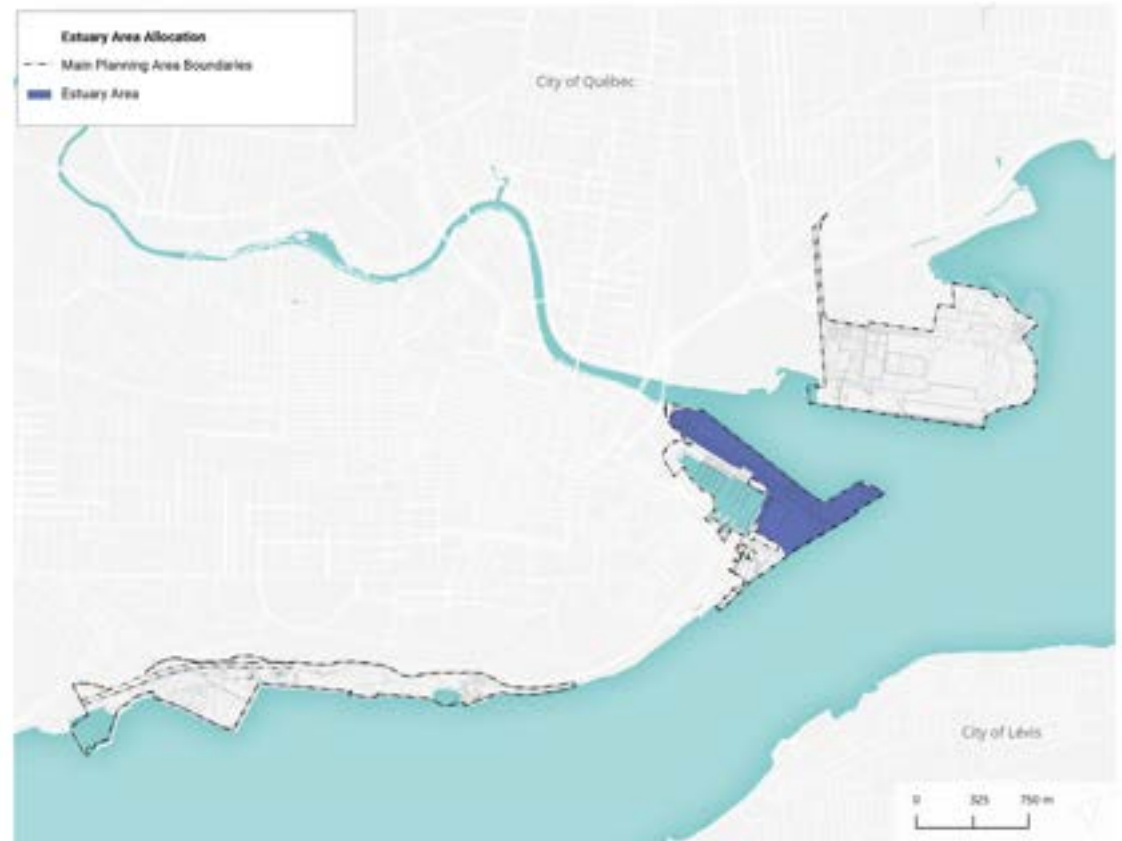 Estuary Area Allocation
Main Planning Area Boundaries
Estuary Area
City of Québec
City of Lévis
0 325 750 m